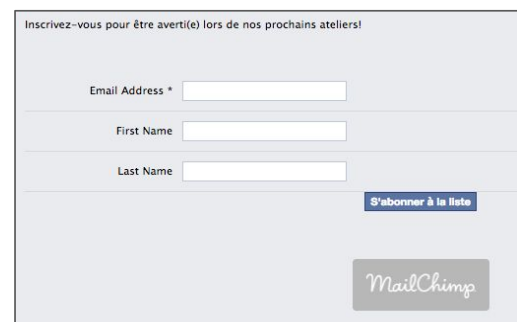 Inscrivez-vous pour être averti(e) lors de nos prochains ateliers!
Email Address *
First Name
Last Name
S'abonner à la liste
MailChimp